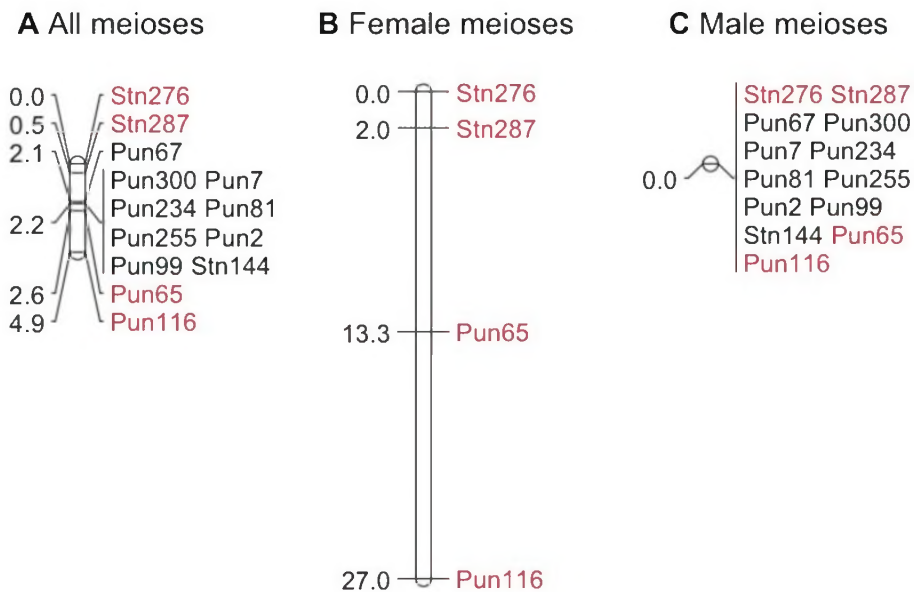 A All meioses
0.0 Stn276
0.5 Stn287
2.1 Pun67
Pun300 Pun7
2.2 Pun234 Pun81
Pun255 Pun2
Pun99 Stn144
2.6 Pun65
4.9 Pun116
B Female meioses
0.0 Stn276
2.0 Stn287
13.3 Pun65
27.0 Pun116
C Male meioses
Stn276 Stn287
Pun67 Pun300
Pun7 Pun234
0.0 Pun81 Pun255
Pun2 Pun99
Stn144 Pun65
Pun116